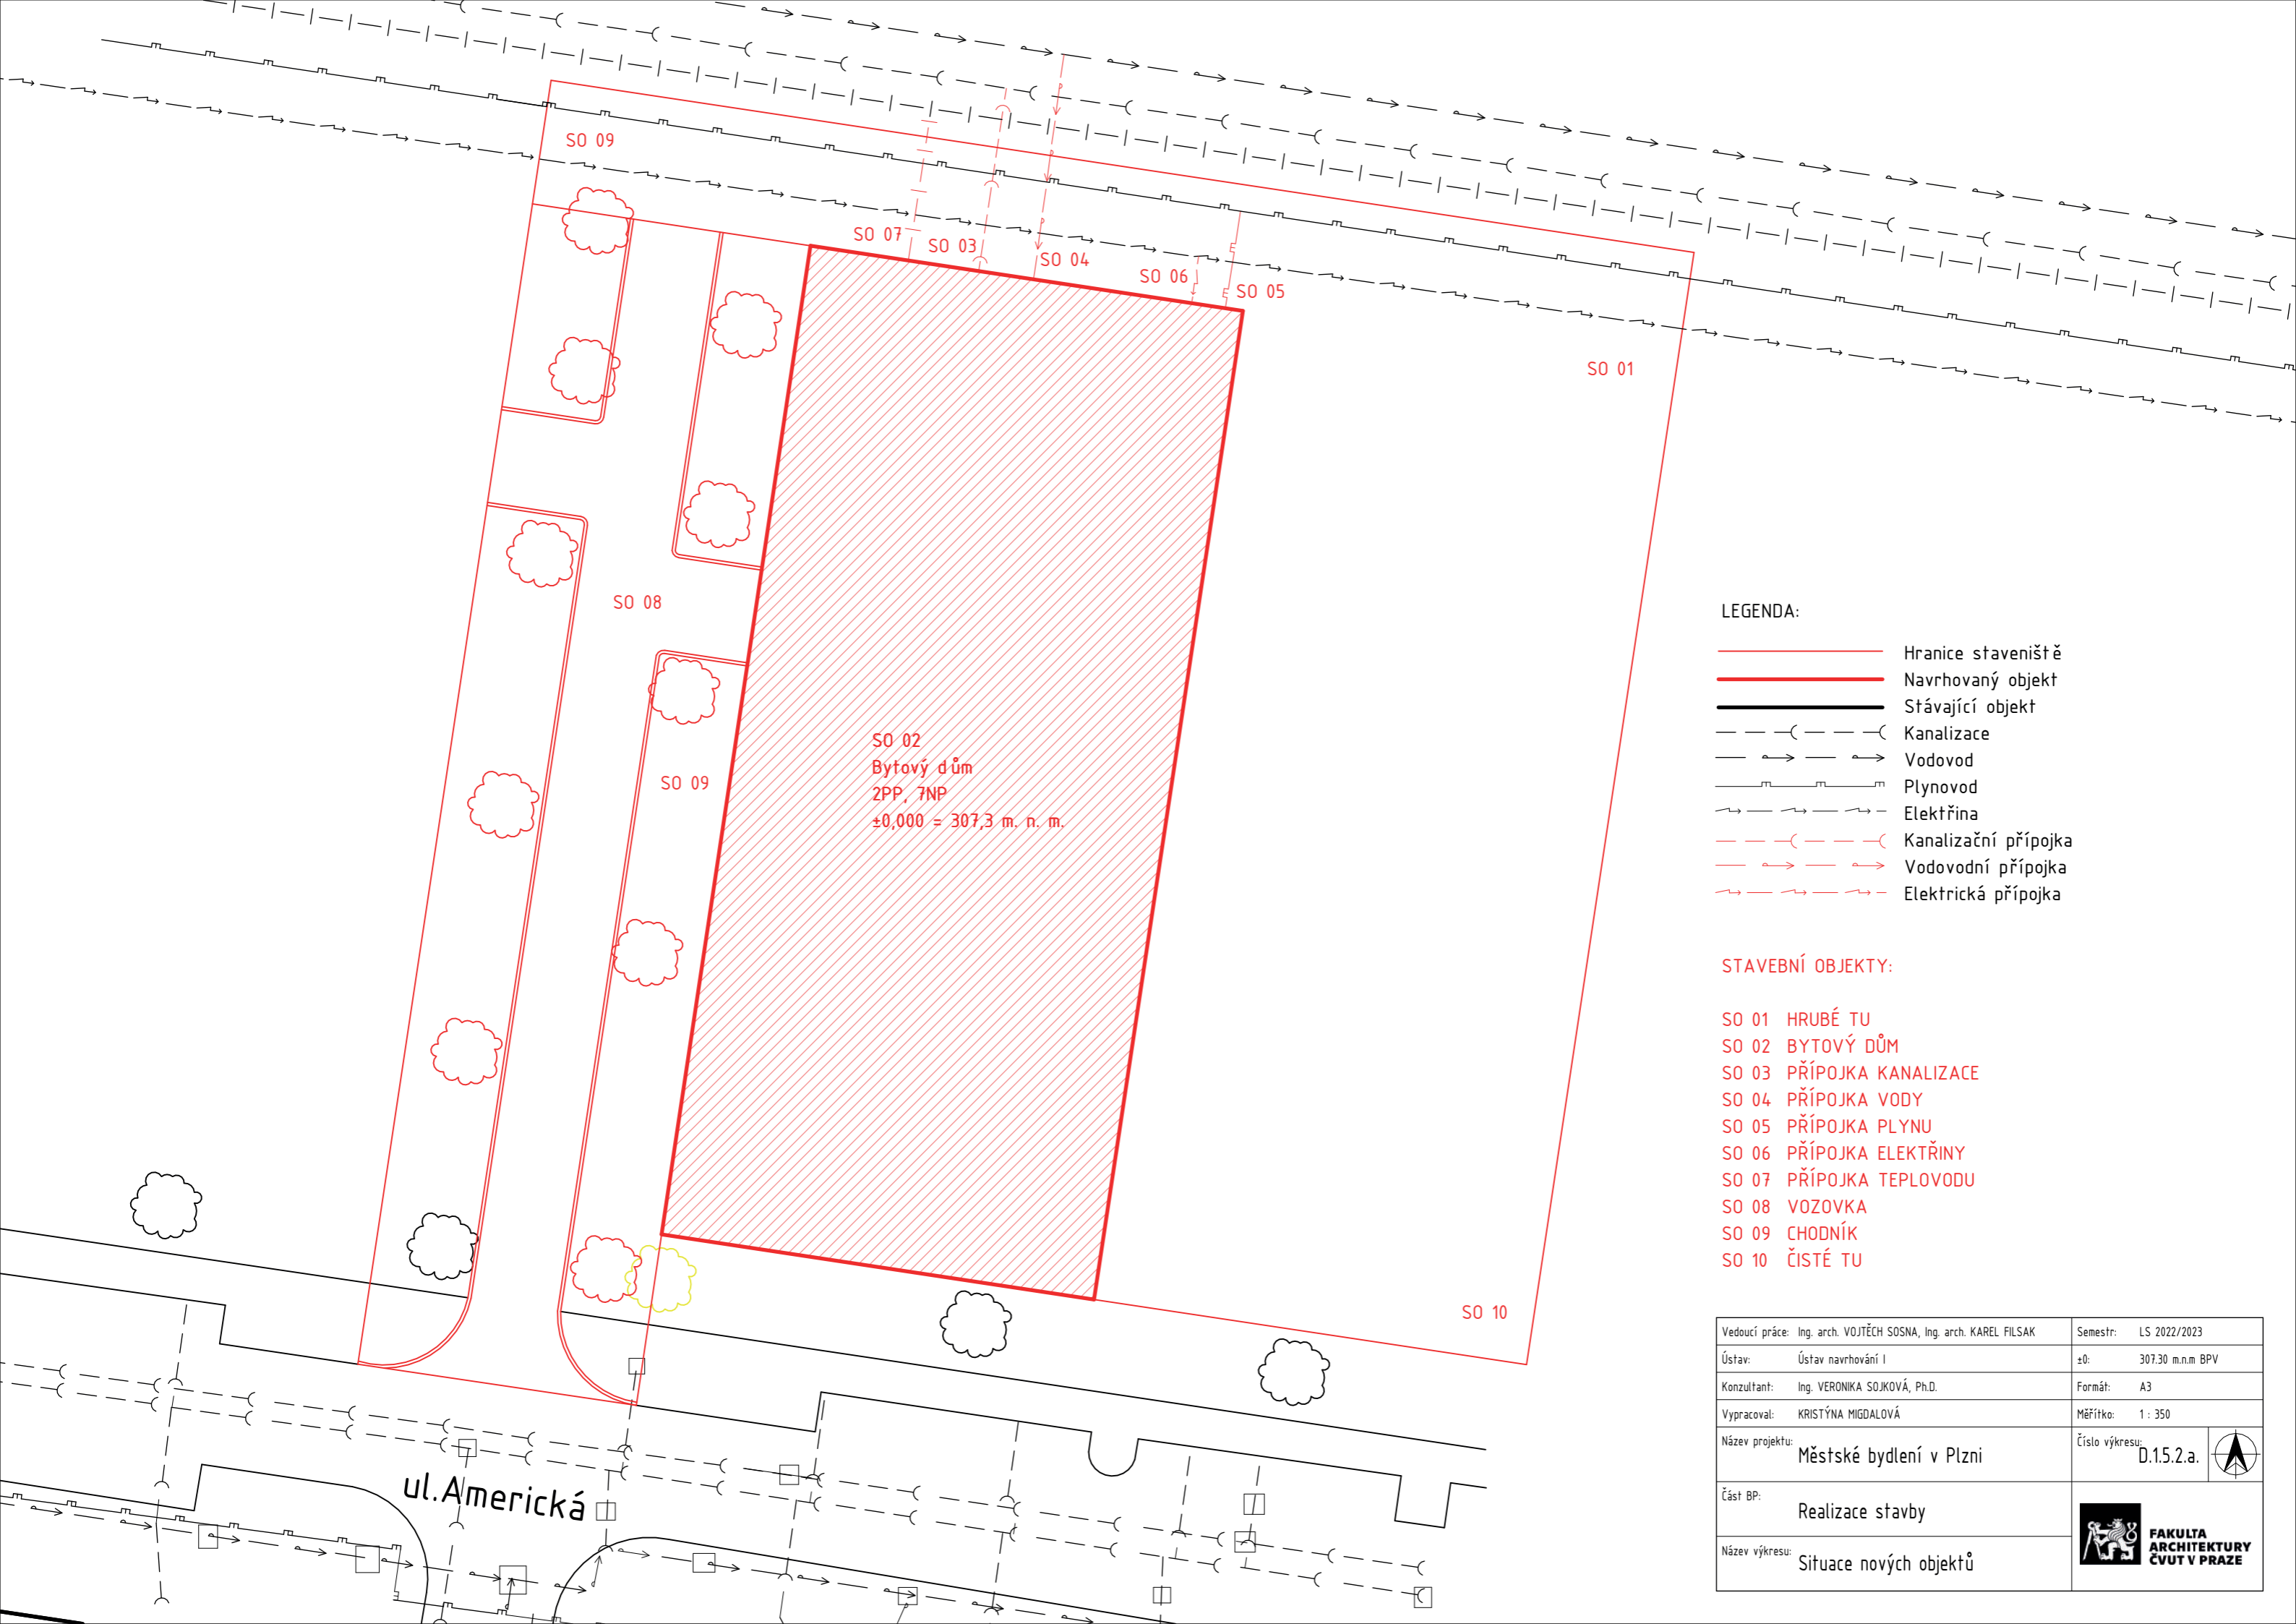 SO 09
SO 07
SO 03
SO 04
SO 06
SO 05
SO 01
SO 08
SO 09
SO 02
Bytový dům
2PP, 7NP
±0,000 = 307,3 m. n. m.
SO 10
ul.Americká
LEGENDA:
Hranice staveniště
Navrhovaný objekt
Stávající objekt
Kanalizace
Vodovod
Plynovod
Elektřina
Kanalizační přípojka
Vodovodní přípojka
Elektrická přípojka
STAVEBNÍ OBJEKTY:
SO 01 HRUBÉ TU
SO 02 BYTOVÝ DŮM
SO 03 PŘÍPOJKA KANALIZACE
SO 04 PŘÍPOJKA VODY
SO 05 PŘÍPOJKA PLYNU
SO 06 PŘÍPOJKA ELEKTŘINY
SO 07 PŘÍPOJKA TEPLOVODU
SO 08 VOZOVKA
SO 09 CHODNÍK
SO 10 ČISTÉ TU
Vedoucí práce: Ing. arch. VOJTĚCH SOSNA, Ing. arch. KAREL FILSAK Semestr: LS 2022/2023
Ústav: Ústav navrhování I ±0: 307.30 m.n.m BPV
Konzultant: Ing. VERONIKA SOJKOVÁ, Ph.D. Formát: A3
Vypracoval: KRISTÝNA MIGDALOVÁ Měřítko: 1 : 350
Název projektu: Městské bydlení v Plzni Číslo výkresu: D.1.5.2.a.
Část BP: Realizace stavby
Název výkresu: Situace nových objektů
FAKULTA
ARCHITEKTURY
ČVUT V PRAZE